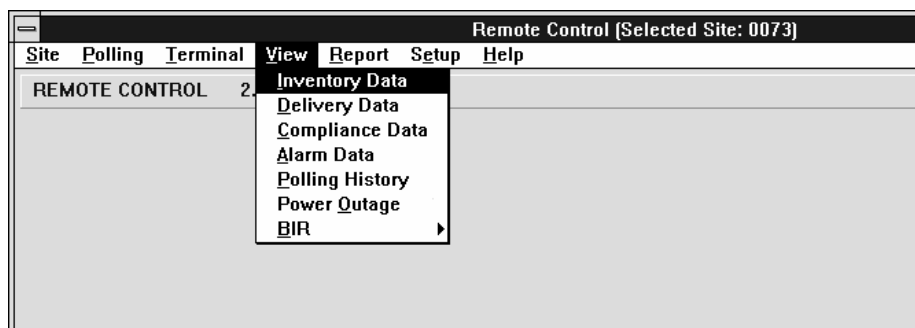 Remote Control (Selected Site: 0073)
Site Polling Terminal View Report Setup Help
REMOTE CONTROL 2.
Inventory Data
Delivery Data
Compliance Data
Alarm Data
Polling History
Power Outage
BIR